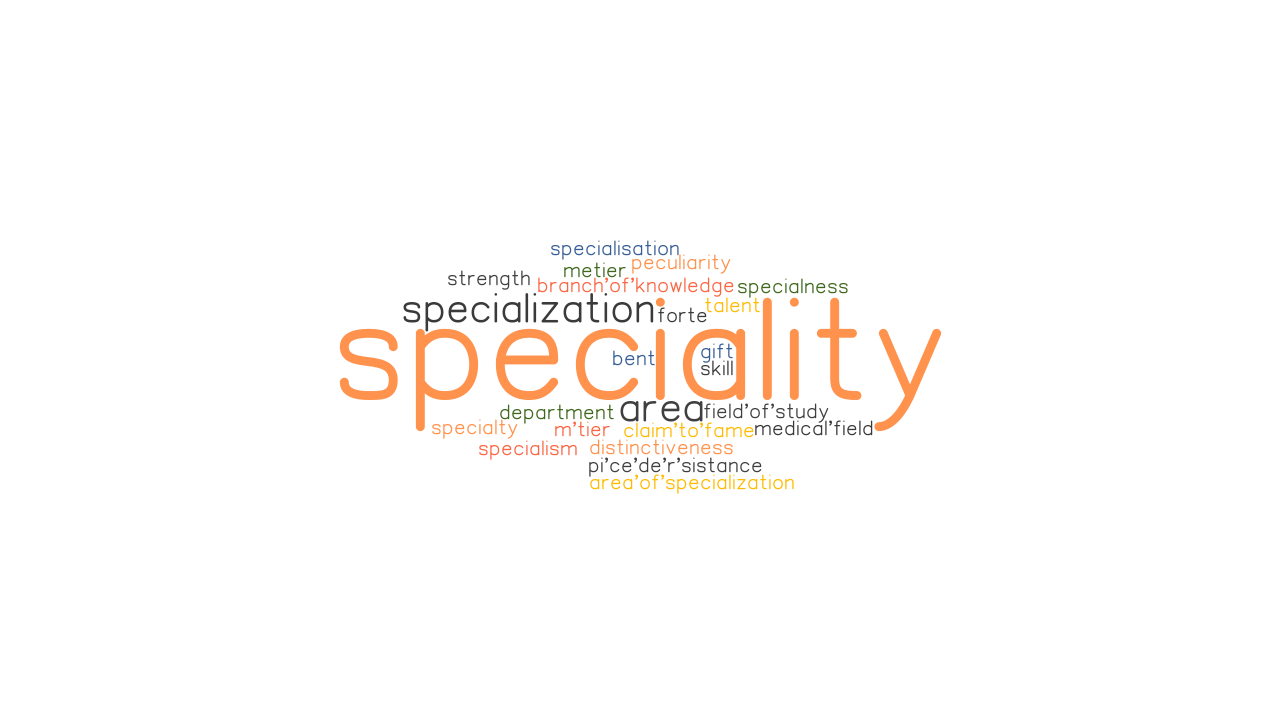 specialisation
peculiarity
metier
strength
branch'of'knowledge
specialness
specialization
talent
forte
speciality
gift
bent
skill
area
department
field'of'study
specialty
m'tier
claim'to'fame
medical'field
specialism
distinctiveness
pi'ce'de'r'sistance
area'of'specialization